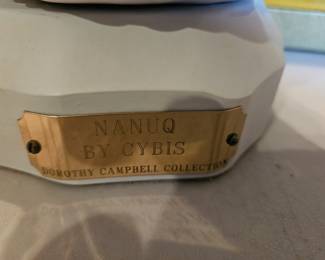 NANUQ
BY CYBIS
DOROTHY CAMPBELL COLLECTION